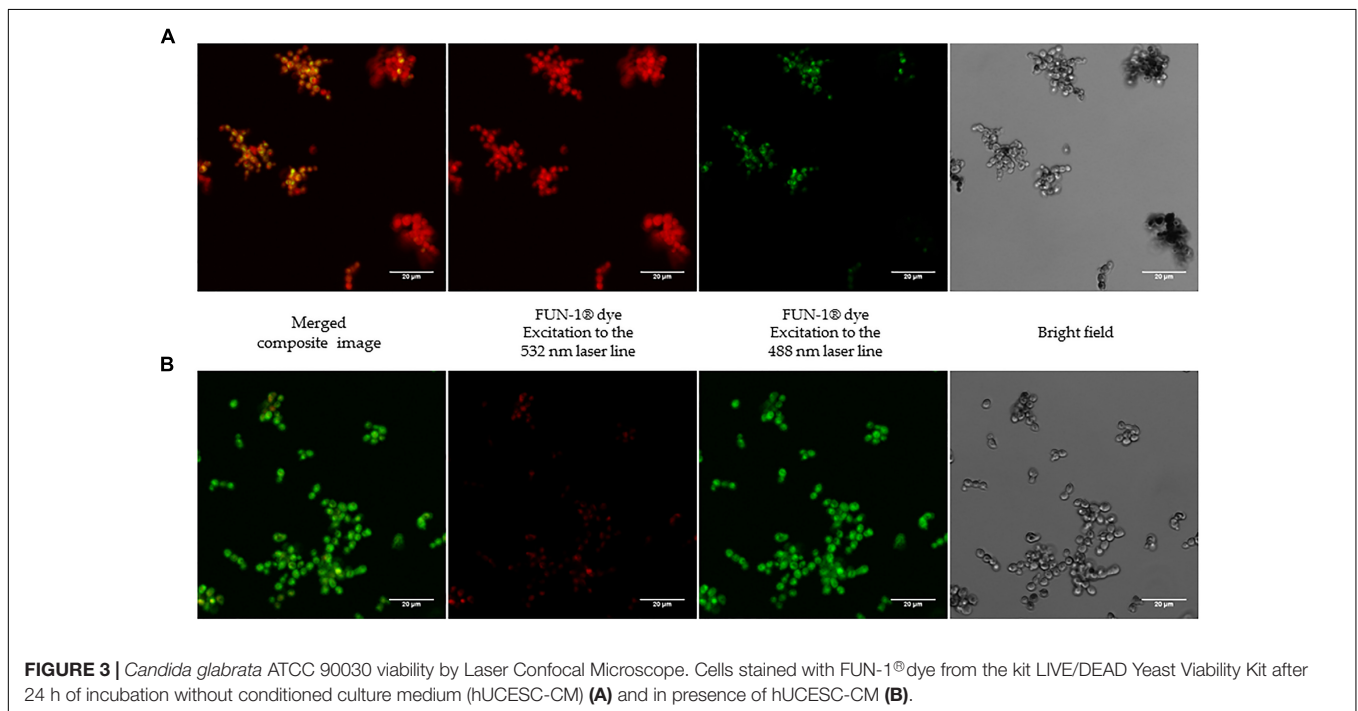 A
20 µm
20 µm
20 µm
20 µm
Merged
composite image
FUN-1® dye
Excitation to the
532 nm laser line
FUN-1® dye
Excitation to the
488 nm laser line
Bright field
B
20 µm
20 µm
20 µm
20 µm
FIGURE 3 | Candida glabrata ATCC 90030 viability by Laser Confocal Microscope. Cells stained with FUN-1® dye from the kit LIVE/DEAD Yeast Viability Kit after
24 h of incubation without conditioned culture medium (hUCESC-CM) (A) and in presence of hUCESC-CM (B).